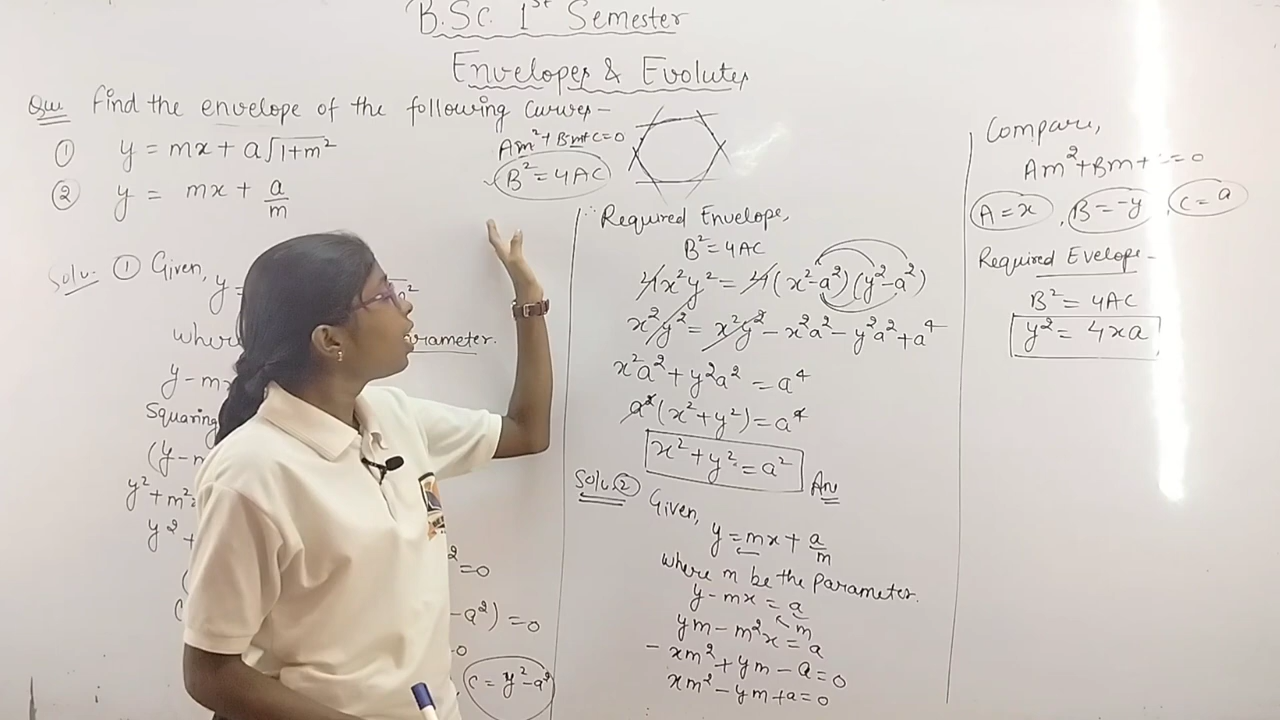 B.Sc. 1st Semester
Envelopes & Evolutes
Que Find the envelope of the following curves-
① y = mx + a√1+m²
② y = mx + a/m
Am²+Bm+C=0
B²=4AC
Solu. ① Given, y =
parameter.
y-m
Squaring
(y-m
y²+m²
y² +
²=0
-a²) = 0
C = y²-a²
∴ Required Envelope,
B²=4AC
4x²y² = 4(x²-a²)(y²-a²)
x²y² = x²y² - x²a² - y²a² + a⁴
x²a² + y²a² = a⁴
a²(x²+y²) = a⁴
x² + y² = a²
Ans
Solu. ② Given,
y = mx + a/m
where m be the parameter.
y - mx = a/m
ym - m²x = a
- xm² + ym - a = 0
xm² - ym + a = 0
Compare,
Am²+Bm+ =0
A = x , B = -y , C = a
Required Evelope-
B² = 4AC
y² = 4xa